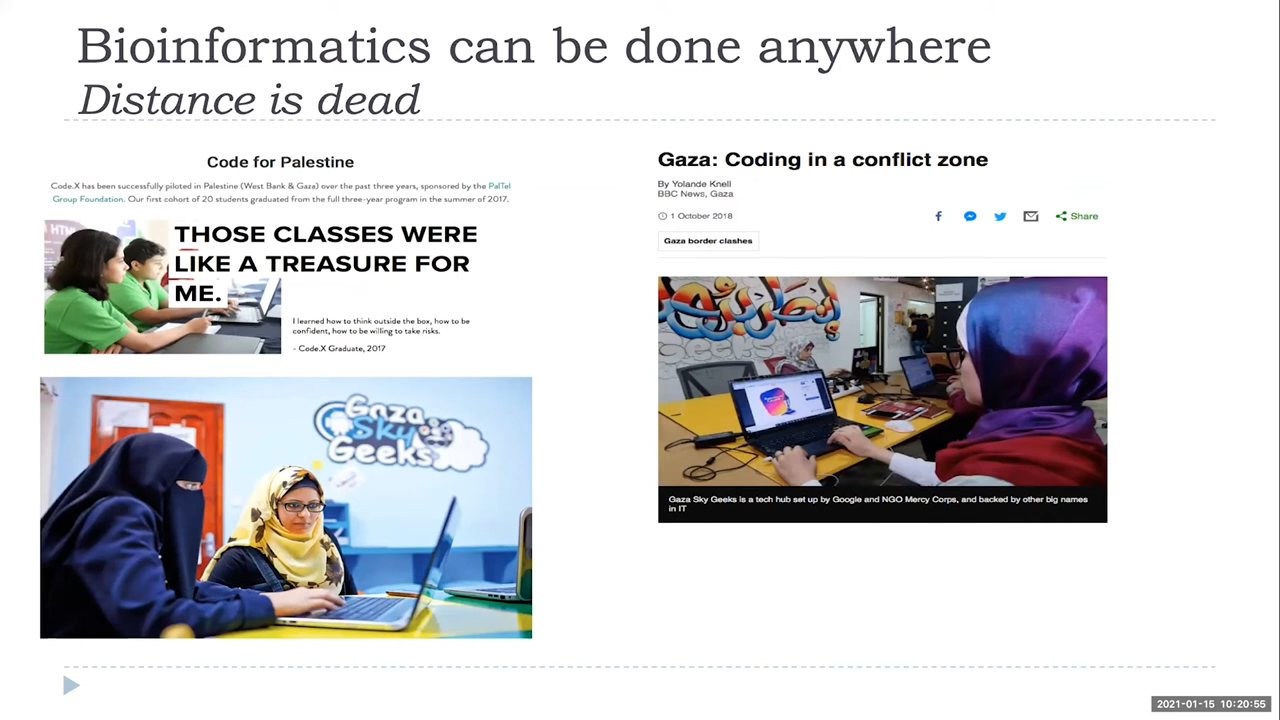 Bioinformatics can be done anywhere
Distance is dead
Code for Palestine
Code.X has been successfully piloted in Palestine (West Bank & Gaza) over the past three years, sponsored by the PalTel
Group Foundation. Our first cohort of 20 students graduated from the full three-year program in the summer of 2017.
THOSE CLASSES WERE
LIKE A TREASURE FOR
ME.
I learned how to think outside the box, how to be
confident, how to be willing to take risks.
- Code.X Graduate, 2017
Gaza
Sky
Geeks
Gaza: Coding in a conflict zone
By Yolande Knell
BBC News, Gaza
1 October 2018
Share
Gaza border clashes
Gaza Sky Geeks is a tech hub set up by Google and NGO Mercy Corps, and backed by other big names
in IT
2021-01-15 10:20:55